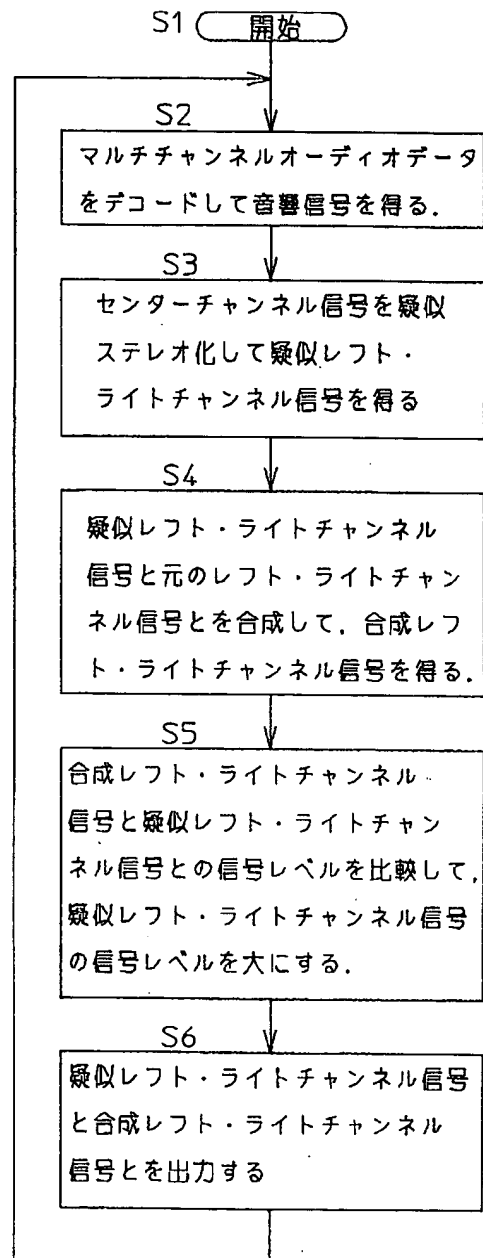 S1 開始
S2
マルチチャンネルオーディオデータ
をデコードして音響信号を得る.
S3
センターチャンネル信号を疑似
ステレオ化して疑似レフト・
ライトチャンネル信号を得る
S4
疑似レフト・ライトチャンネル
信号と元のレフト・ライトチャン
ネル信号とを合成して,合成レフ
ト・ライトチャンネル信号を得る.
S5
合成レフト・ライトチャンネル
信号と疑似レフト・ライトチャン
ネル信号との信号レベルを比較して,
疑似レフト・ライトチャンネル信号
の信号レベルを大にする.
S6
疑似レフト・ライトチャンネル信号
と合成レフト・ライトチャンネル
信号とを出力する